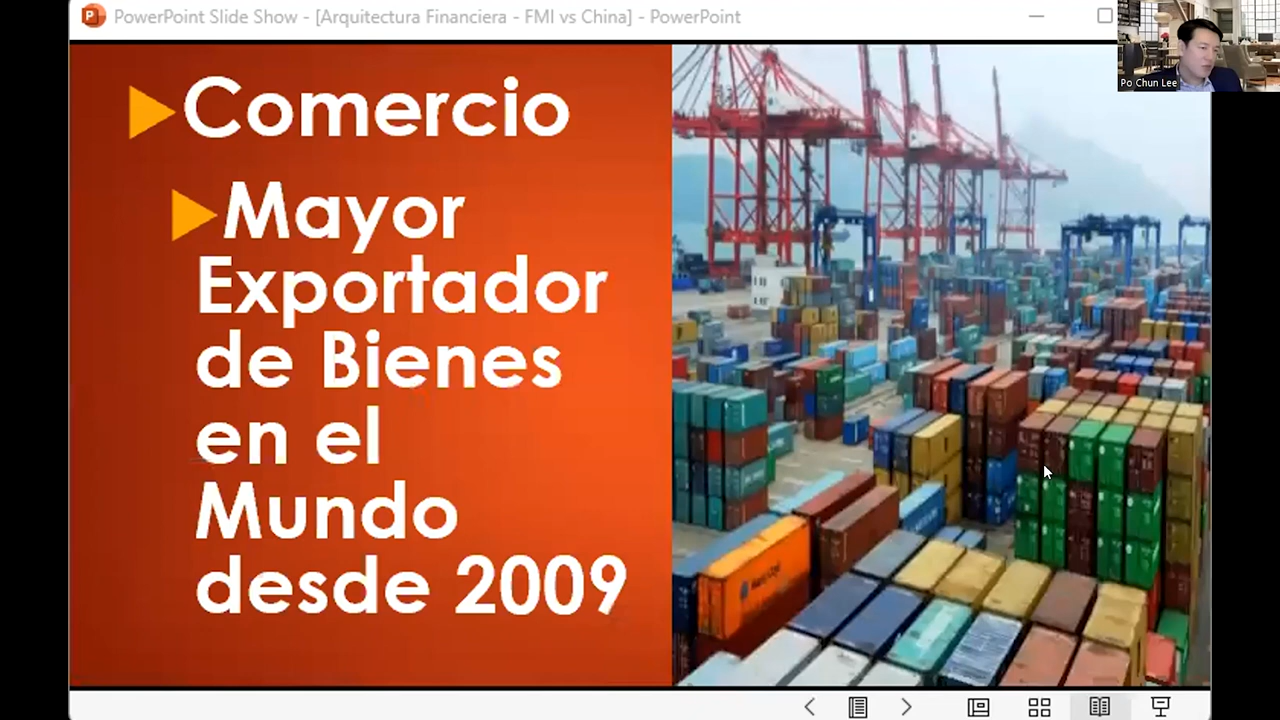 PowerPoint Slide Show - [Arquitectura Financiera - FMI vs China] - PowerPoint
Po Chun Lee
Comercio
Mayor
Exportador
de Bienes
en el
Mundo
desde 2009